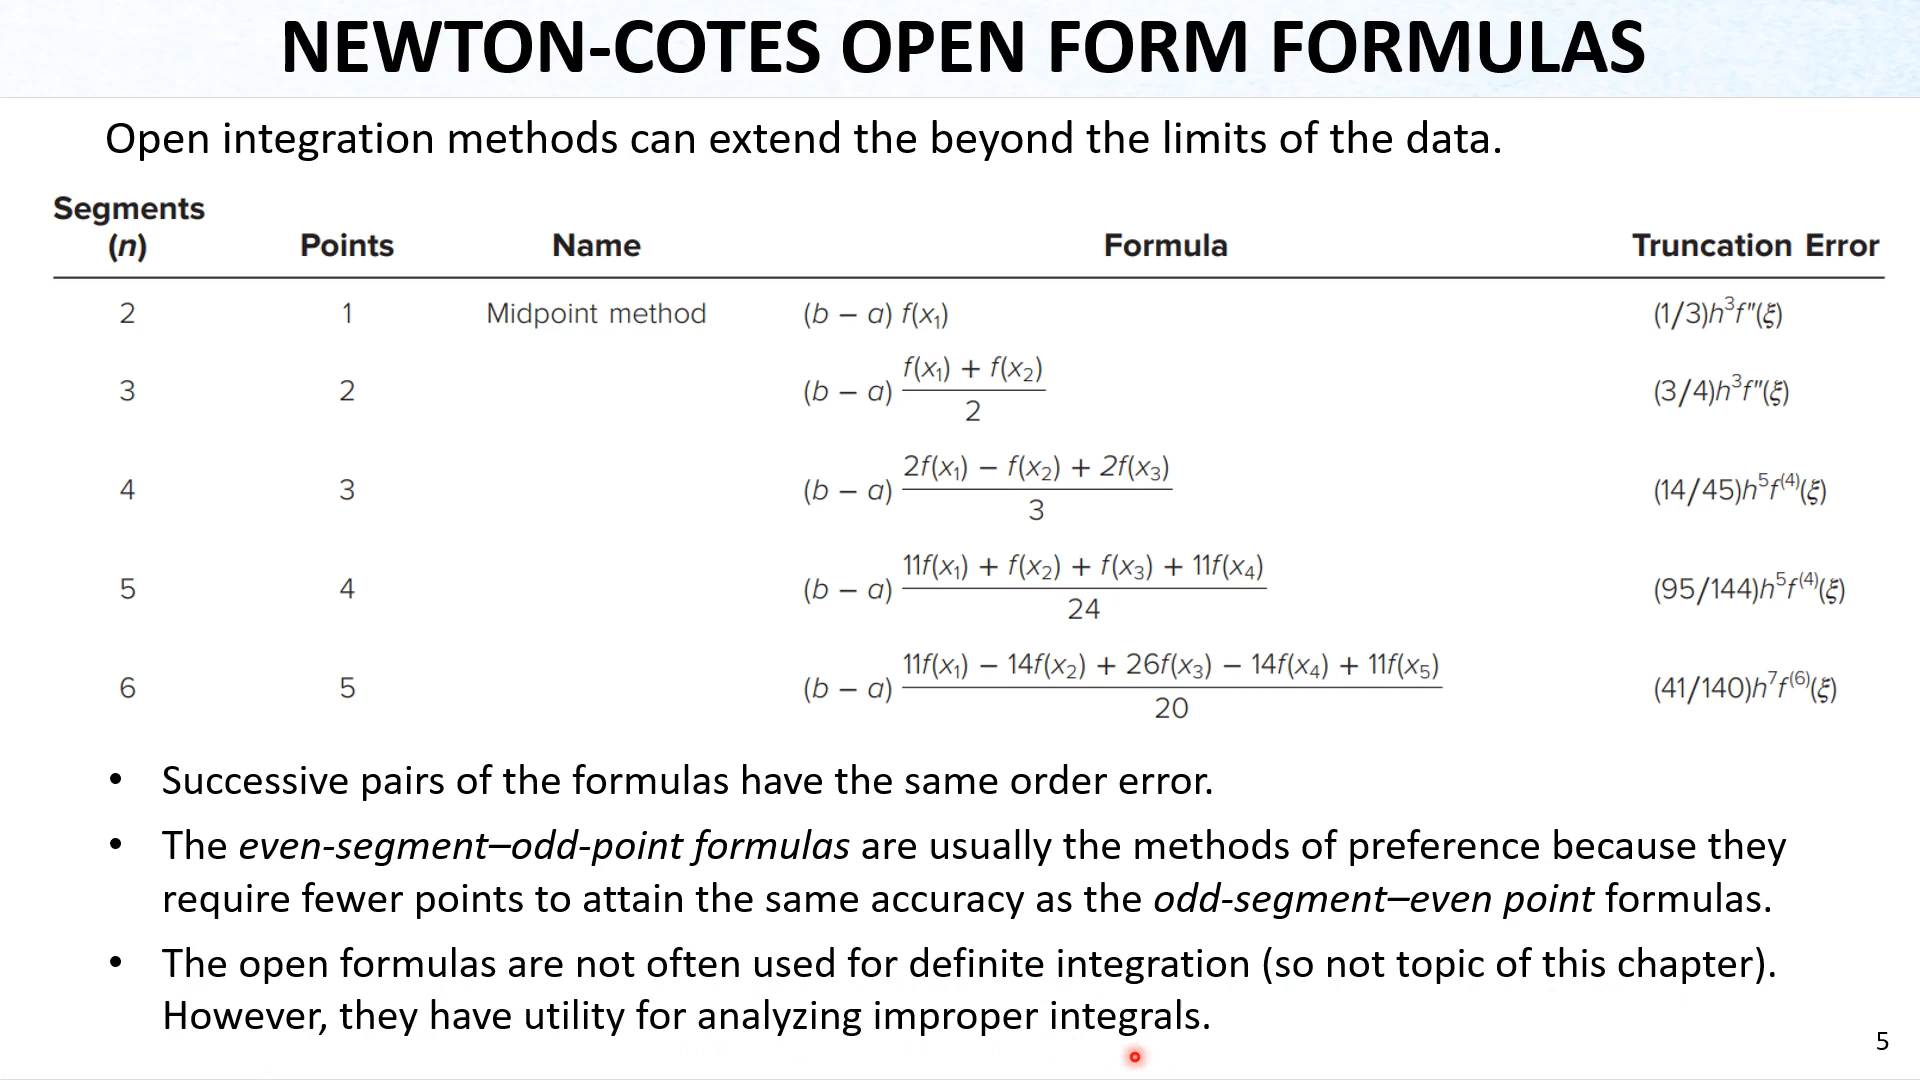 NEWTON-COTES OPEN FORM FORMULAS
Open integration methods can extend the beyond the limits of the data.
Segments
(n) Points Name Formula Truncation Error
2 1 Midpoint method (b – a) f(x₁) (1/3)h³f″(ξ)
3 2 (b – a) (f(x₁) + f(x₂))/2 (3/4)h³f″(ξ)
4 3 (b – a) (2f(x₁) – f(x₂) + 2f(x₃))/3 (14/45)h⁵f⁽⁴⁾(ξ)
5 4 (b – a) (11f(x₁) + f(x₂) + f(x₃) + 11f(x₄))/24 (95/144)h⁵f⁽⁴⁾(ξ)
6 5 (b – a) (11f(x₁) – 14f(x₂) + 26f(x₃) – 14f(x₄) + 11f(x₅))/20 (41/140)h⁷f⁽⁶⁾(ξ)
• Successive pairs of the formulas have the same order error.
• The even-segment–odd-point formulas are usually the methods of preference because they
require fewer points to attain the same accuracy as the odd-segment–even point formulas.
• The open formulas are not often used for definite integration (so not topic of this chapter).
However, they have utility for analyzing improper integrals.
5